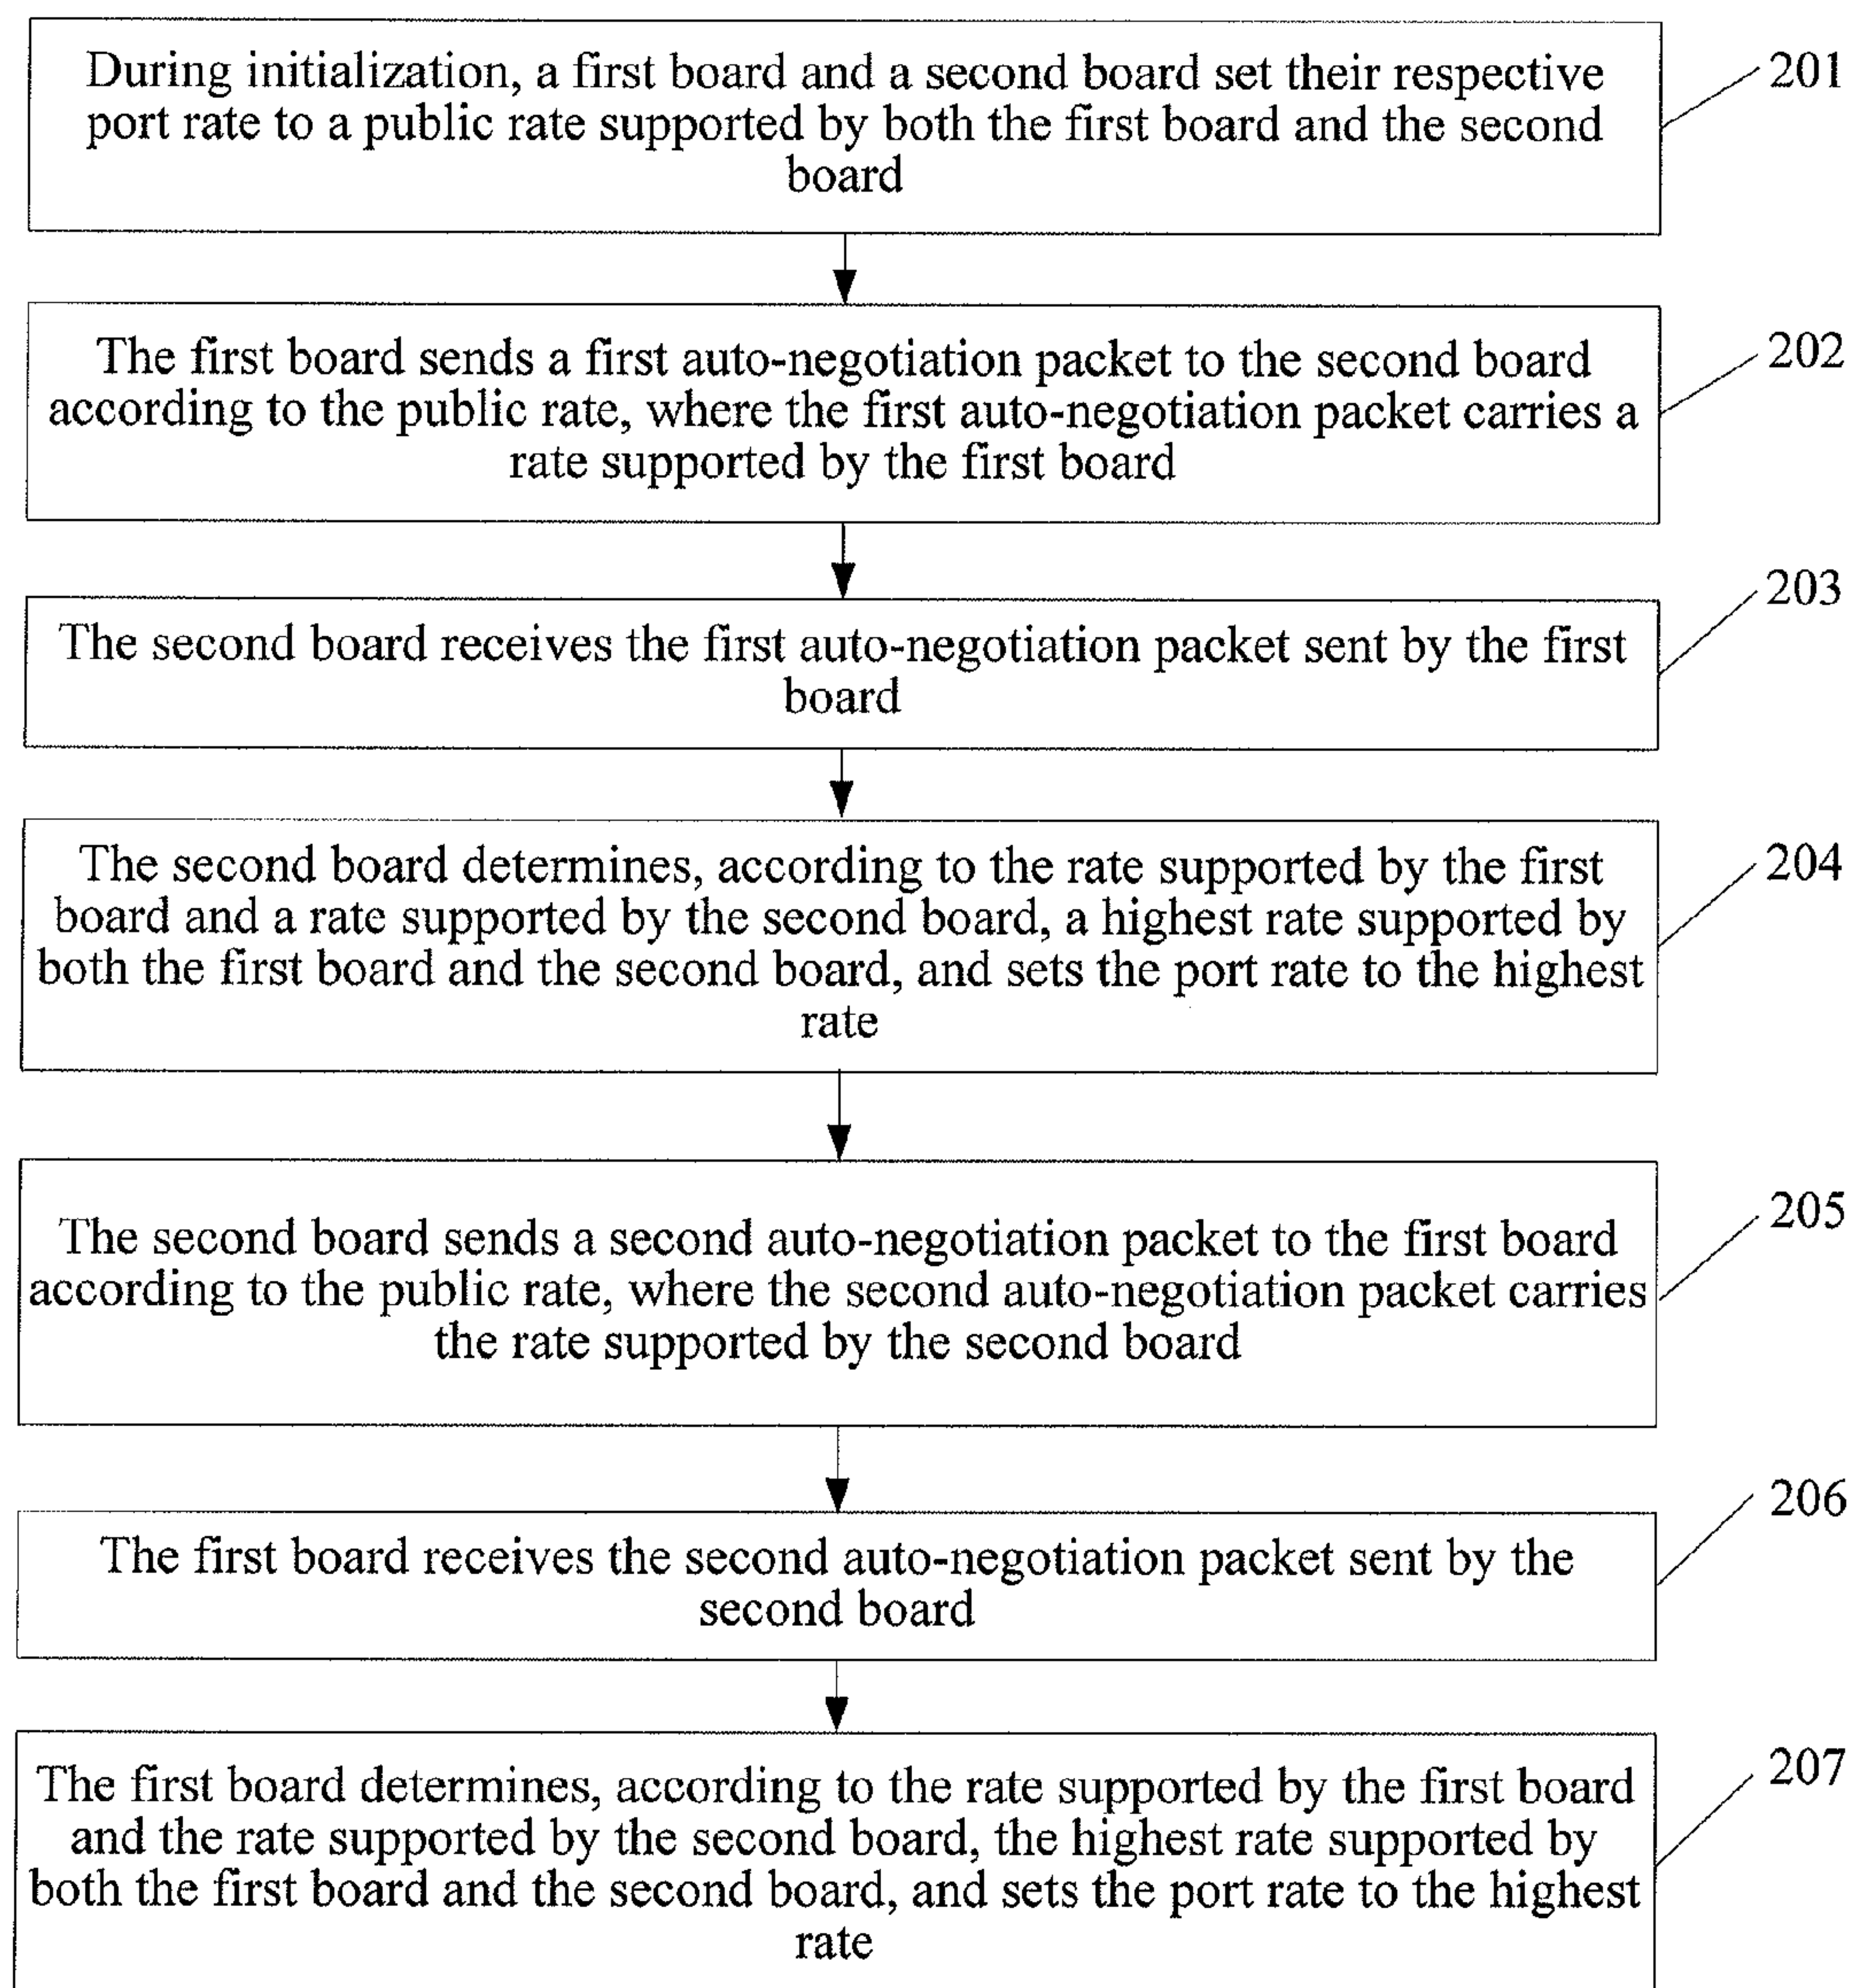 During initialization, a first board and a second board set their respective
port rate to a public rate supported by both the first board and the second
board
201
The first board sends a first auto-negotiation packet to the second board
according to the public rate, where the first auto-negotiation packet carries a
rate supported by the first board
202
The second board receives the first auto-negotiation packet sent by the first
board
203
The second board determines, according to the rate supported by the first
board and a rate supported by the second board, a highest rate supported by
both the first board and the second board, and sets the port rate to the highest
rate
204
The second board sends a second auto-negotiation packet to the first board
according to the public rate, where the second auto-negotiation packet carries
the rate supported by the second board
205
The first board receives the second auto-negotiation packet sent by the
second board
206
The first board determines, according to the rate supported by the first board
and the rate supported by the second board, the highest rate supported by
both the first board and the second board, and sets the port rate to the highest
rate
207